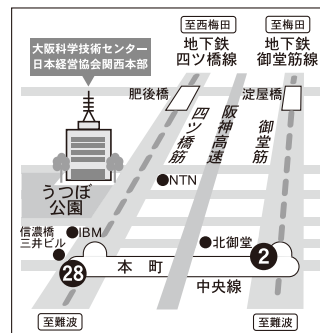 至西梅田
至梅田
地下鉄
四ツ橋線
地下鉄
御堂筋線
大阪科学技術センター
日本経営協会関西本部
肥後橋
淀屋橋
四ツ橋筋
阪神高速
御堂筋
うつぼ
公園
●NTN
信濃橋
三井ビル
●IBM
●北御堂
28
本町
2
中央線
至難波
至難波